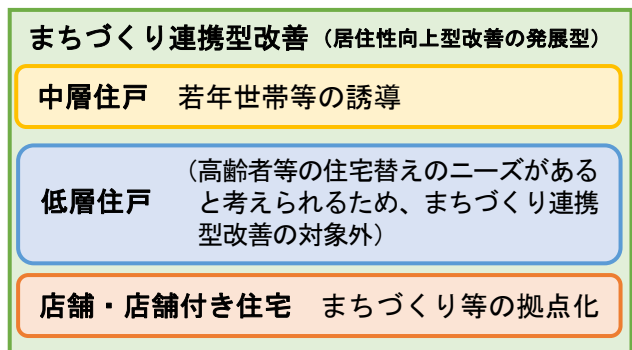 まちづくり連携型改善（居住性向上型改善の発展型）
中層住戸　若年世帯等の誘導
低層住戸　（高齢者等の住宅替えのニーズがある
と考えられるため、まちづくり連携
型改善の対象外）
店舗・店舗付き住宅　まちづくり等の拠点化